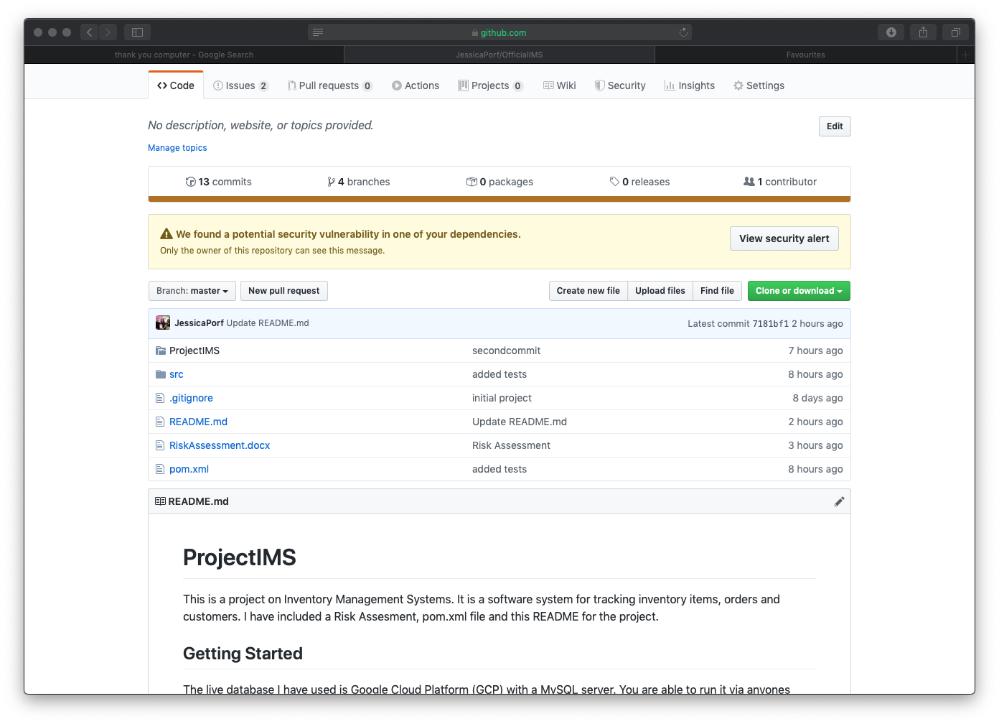 github.com
thank you computer - Google Search
JessicaPorf/OfficialIMS
Favourites
Code
Issues 2
Pull requests 0
Actions
Projects 0
Wiki
Security
Insights
Settings
No description, website, or topics provided.
Edit
Manage topics
13 commits
4 branches
0 packages
0 releases
1 contributor
We found a potential security vulnerability in one of your dependencies.
Only the owner of this repository can see this message.
View security alert
Branch: master
New pull request
Create new file
Upload files
Find file
Clone or download
JessicaPorf Update README.md
Latest commit 7181bf1 2 hours ago
ProjectIMS secondcommit 7 hours ago
src added tests 8 hours ago
.gitignore initial project 8 days ago
README.md Update README.md 2 hours ago
RiskAssessment.docx Risk Assessment 3 hours ago
pom.xml added tests 8 hours ago
README.md
ProjectIMS
This is a project on Inventory Management Systems. It is a software system for tracking inventory items, orders and
customers. I have included a Risk Assesment, pom.xml file and this README for the project.
Getting Started
The live database I have used is Google Cloud Platform (GCP) with a MySQL server. You are able to run it via anyones